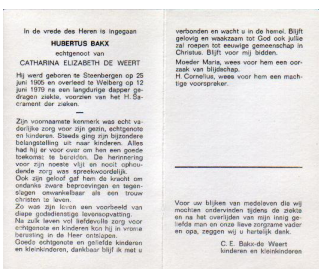 In de vrede des Heren is ingegaan
HUBERTUS BAKX
echtgenoot van
CATHARINA ELIZABETH DE WEERT
Hij werd geboren te Steenbergen op 25
juni 1905 en overleed te Welberg op 12
juni 1979 na een langdurige dapper ge-
dragen ziekte, voorzien van het H. Sa-
crament der zieken.
Zijn voornaamste kenmerk was echt va-
derlijke zorg voor zijn gezin, echtgenote
en kinderen. Steeds ging zijn bijzondere
belangstelling uit naar kinderen. Alles
had hij er voor over om hen een goede
toekomst te bereiden. De herinnering
voor zijn noeste vlijt en nooit ophou-
dende zorg was spreekwoordelijk.
Ook zijn geloof gaf hem de kracht om
ondanks zware beproevingen en tegen-
slagen onwankelbaar als een trouw
christen te leven.
Zo was zijn leven een voorbeeld van
diepe godsdienstige levensopvatting.
Na zulk leven vol liefdevolle zorg voor
echtgenote en kinderen kon hij in vrome
berusting in de Heer ontslapen.
Goede echtgenote en geliefde kinderen
en kleinkinderen, dankbaar blijf ik met u
verbonden en wacht u in de hemel. Blijft
gelovig en waakzaam tot God ook jullie
zal roepen tot eeuwige gemeenschap in
Christus. Blijft voor mij bidden.
Moeder Maria, wees voor hem een oor-
zaak van blijdschap.
H. Cornelius, wees voor hem een mach-
tige voorspreker.
Voor uw blijken van medeleven die wij
mochten ondervinden tijdens de ziekte
en na het overlijden van mijn innig ge-
liefde man en onze lieve zorgzame vader
en opa, zeggen wij u hartelijk dank.
C. E. Bakx-de Weert
kinderen en kleinkinderen